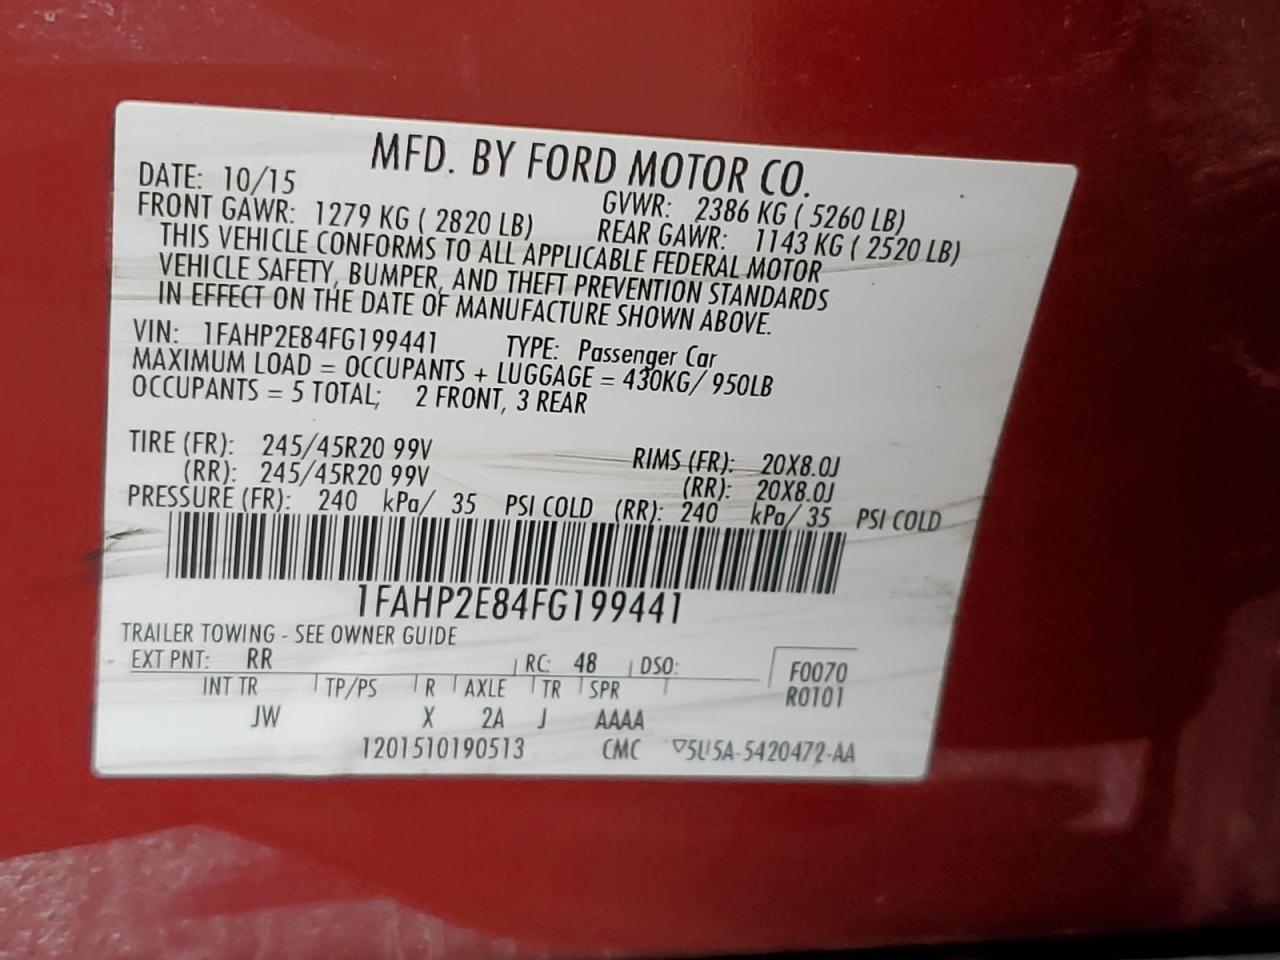 MFD. BY FORD MOTOR CO.
DATE: 10/15 GVWR: 2386 KG ( 5260 LB)
FRONT GAWR: 1279 KG ( 2820 LB) REAR GAWR: 1143 KG ( 2520 LB)
THIS VEHICLE CONFORMS TO ALL APPLICABLE FEDERAL MOTOR
VEHICLE SAFETY, BUMPER, AND THEFT PREVENTION STANDARDS
IN EFFECT ON THE DATE OF MANUFACTURE SHOWN ABOVE.
VIN: 1FAHP2E84FG199441 TYPE: Passenger Car
MAXIMUM LOAD = OCCUPANTS + LUGGAGE = 430KG/ 950LB
OCCUPANTS = 5 TOTAL; 2 FRONT, 3 REAR
TIRE (FR): 245/45R20 99V RIMS (FR): 20X8.0J
(RR): 245/45R20 99V (RR): 20X8.0J
PRESSURE (FR): 240 kPa/ 35 PSI COLD (RR): 240 kPa/ 35 PSI COLD
1FAHP2E84FG199441
TRAILER TOWING - SEE OWNER GUIDE
EXT PNT: RR RC: 48 DSO: F0070
INT TR TP/PS R AXLE TR SPR R0101
JW X 2A J AAAA
1201510190513 CMC ▽5U5A-5420472-AA